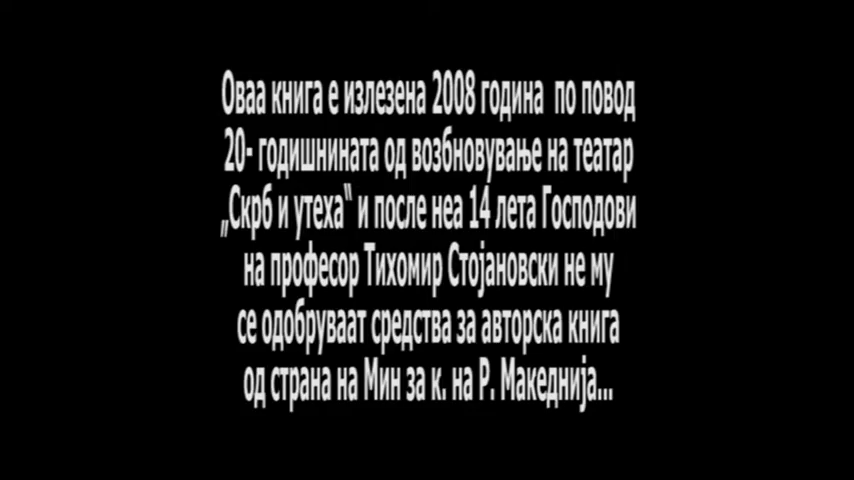 Оваа книга е излезена 2008 година  по повод
20- годишнината од возбновување на театар
„Скрб и утеха‟ и после неа 14 лета Господови
на професор Тихомир Стојановски не му
се одобруваат средства за авторска книга
од страна на Мин за к. на Р. Македнија...